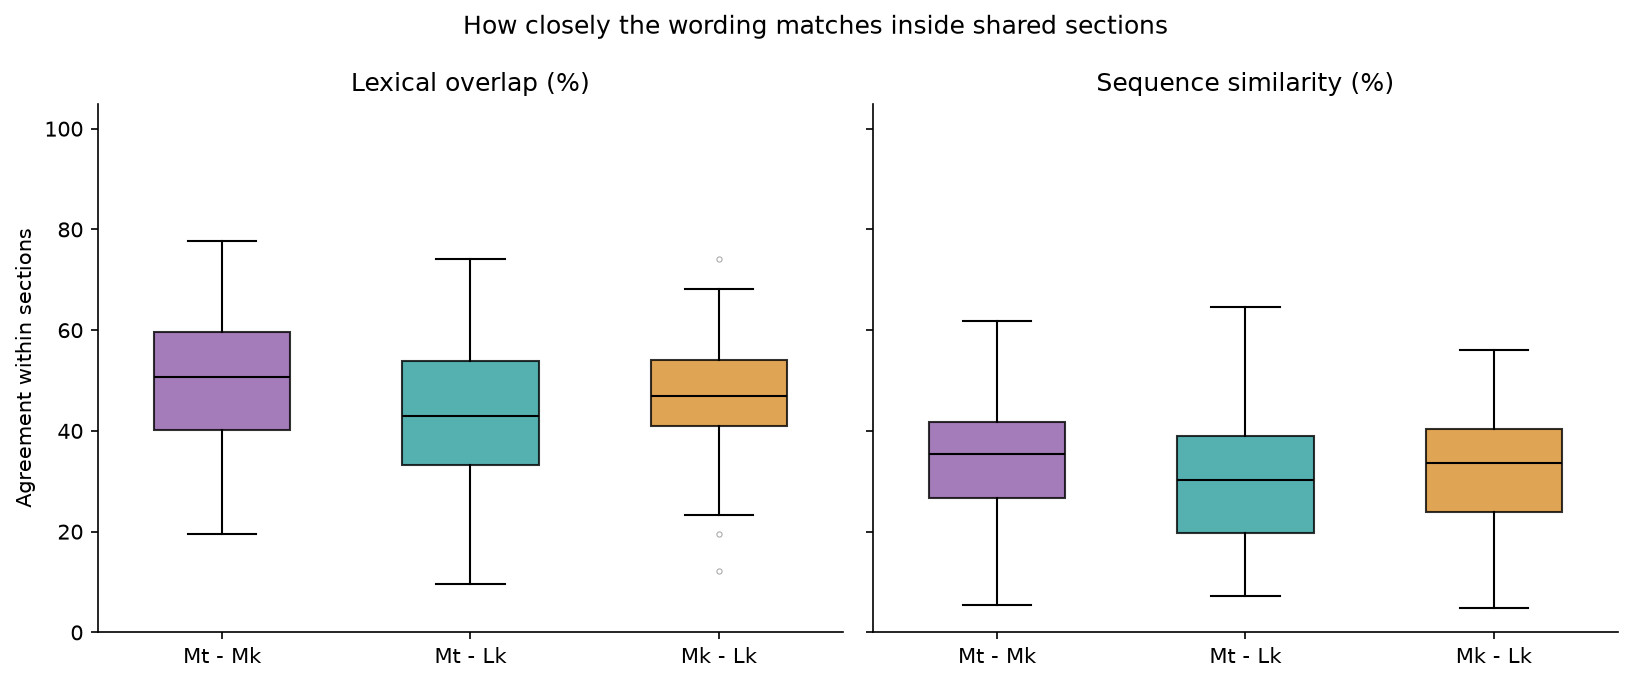 How closely the wording matches inside shared sections
Lexical overlap (%)
Sequence similarity (%)
Agreement within sections
100
80
60
40
20
0
Mt - Mk
Mt - Lk
Mk - Lk
Mt - Mk
Mt - Lk
Mk - Lk